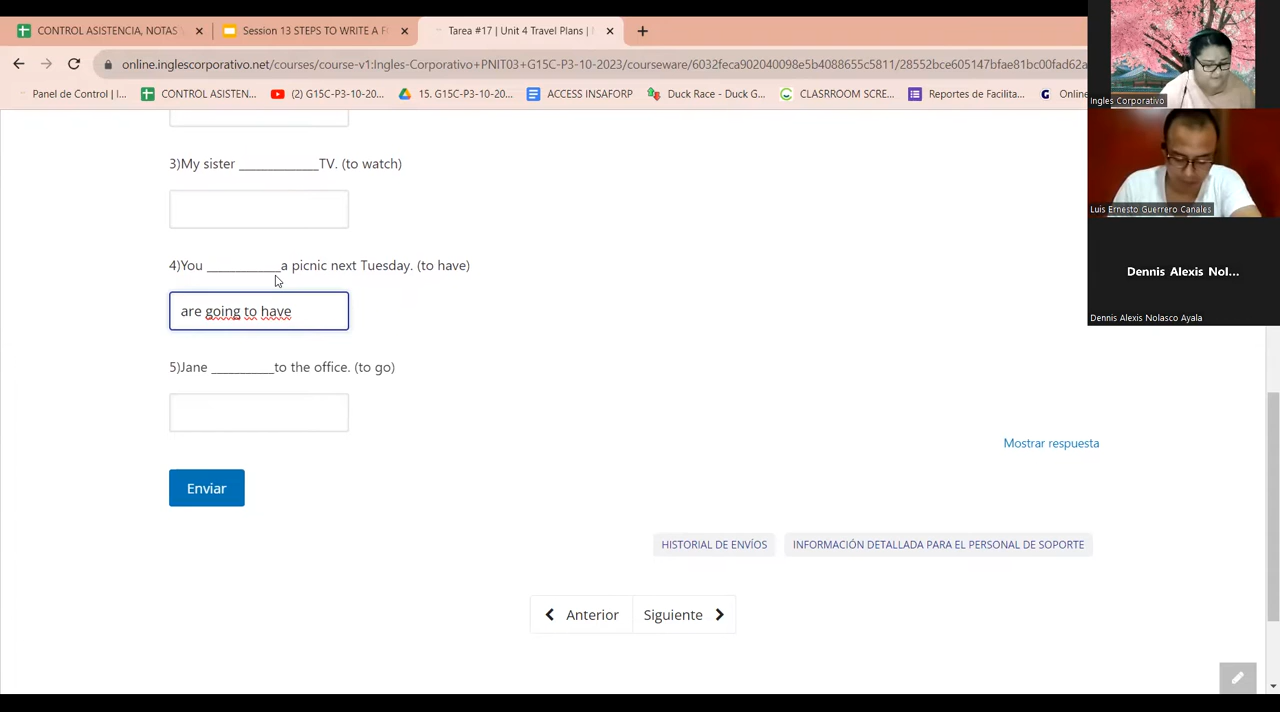 CONTROL ASISTENCIA, NOTAS
Session 13 STEPS TO WRITE A F
Tarea #17 | Unit 4 Travel Plans |
online.inglescorporativo.net/courses/course-v1:Ingles-Corporativo+PNIT03+G15C-P3-10-2023/courseware/6032feca902040098e5b4088655c5811/28552bce605147bfae81bc00fad62a
Panel de Control | I...
CONTROL ASISTEN...
(2) G15C-P3-10-20...
15. G15C-P3-10-20...
ACCESS INSAFORP
Duck Race - Duck G...
CLASRROOM SCRE...
Reportes de Facilita...
Online
Ingles Corporativo
3)My sister _____________TV. (to watch)
Luis Ernesto Guerrero Canales
4)You ____________a picnic next Tuesday. (to have)
Dennis Alexis Nol...
are going to have
Dennis Alexis Nolasco Ayala
5)Jane __________to the office. (to go)
Mostrar respuesta
Enviar
HISTORIAL DE ENVÍOS
INFORMACIÓN DETALLADA PARA EL PERSONAL DE SOPORTE
Anterior
Siguiente